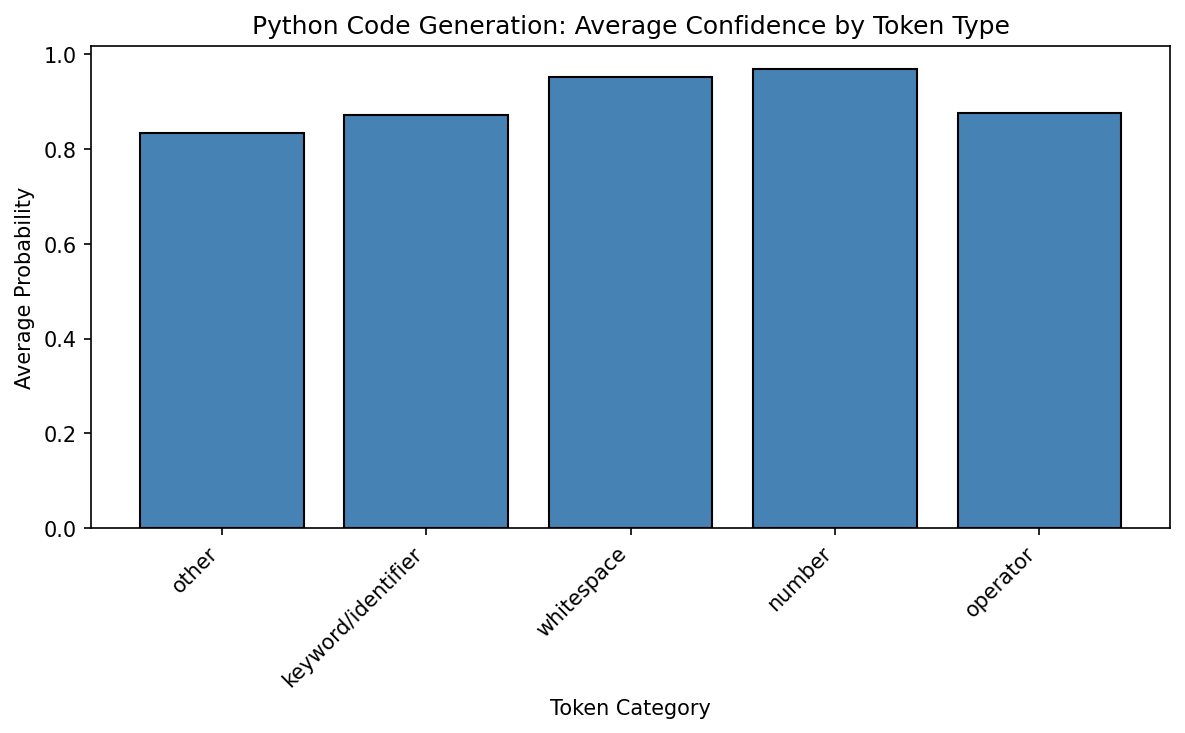 Python Code Generation: Average Confidence by Token Type
1.0
0.8
0.6
0.4
0.2
0.0
Average Probability
other
keyword/identifier
whitespace
number
operator
Token Category